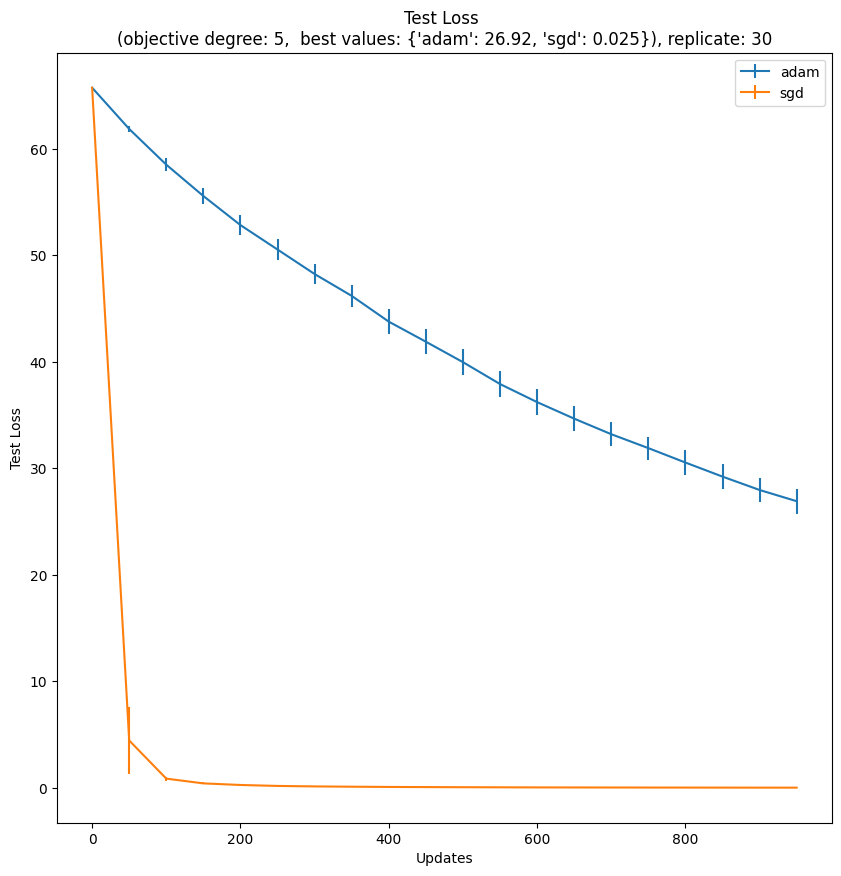 Test Loss
(objective degree: 5,  best values: {'adam': 26.92, 'sgd': 0.025}), replicate: 30
adam
sgd
Test Loss
60
50
40
30
20
10
0
0 200 400 600 800
Updates